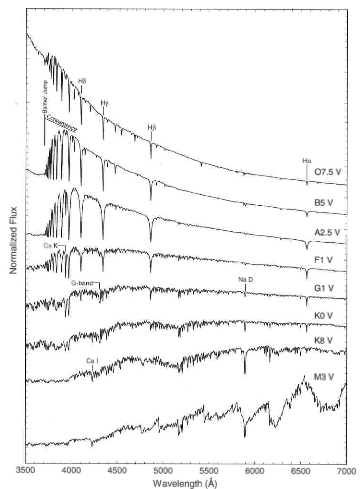 Hδ
Hγ
Hβ
Hα
Balmer Jump
Continuum
O7.5 V
B5 V
A2.5 V
F1 V
Ca K
G-band
Na D
G1 V
K0 V
K8 V
Ca I
M3 V
Normalized Flux
3500 4000 4500 5000 5500 6000 6500 7000
Wavelength (Å)